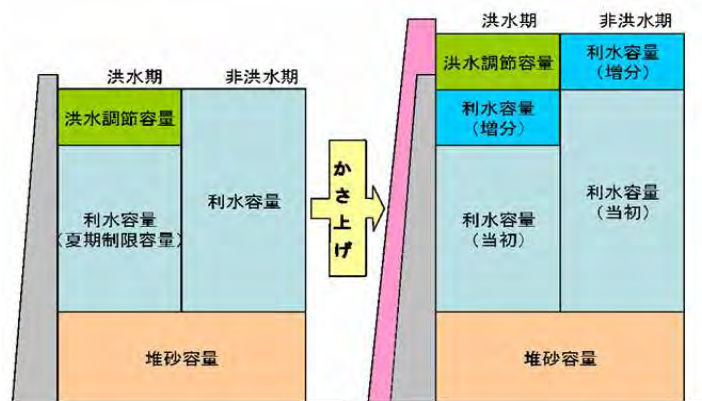 洪水期
非洪水期
洪水調節容量
利水容量
(夏期制限容量)
利水容量
堆砂容量
かさ上げ
洪水期
非洪水期
洪水調節容量
利水容量
(増分)
利水容量
(増分)
利水容量
(当初)
利水容量
(当初)
堆砂容量